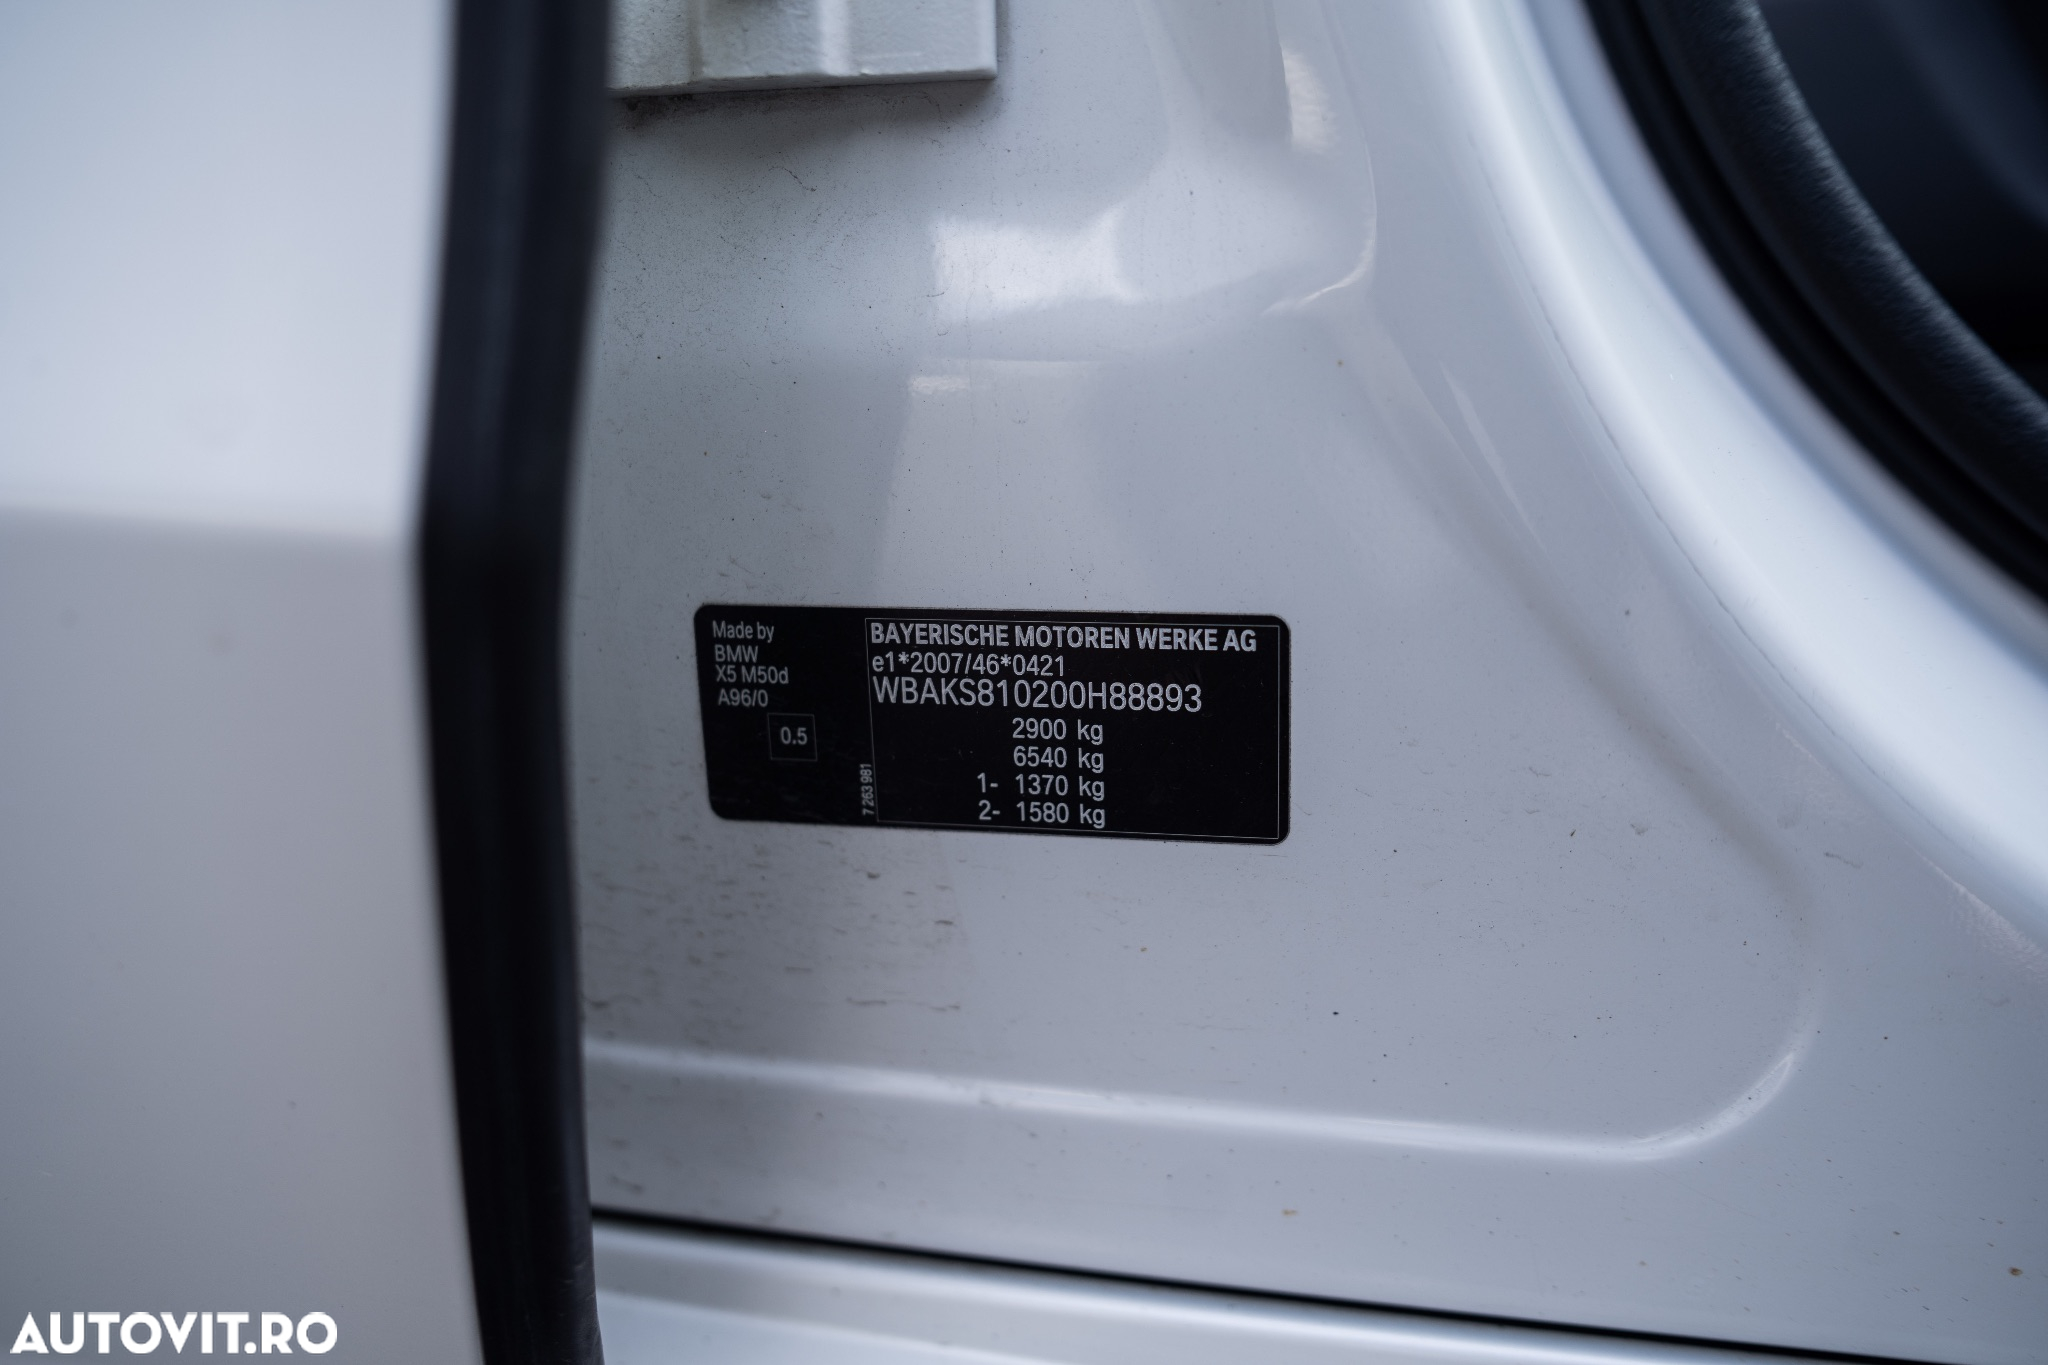 Made by
BMW
X5 M50d
A96/0
0.5
7 263 981
BAYERISCHE MOTOREN WERKE AG
e1*2007/46*0421
WBAKS810200H88893
2900 kg
6540 kg
1- 1370 kg
2- 1580 kg
AUTOVIT.RO